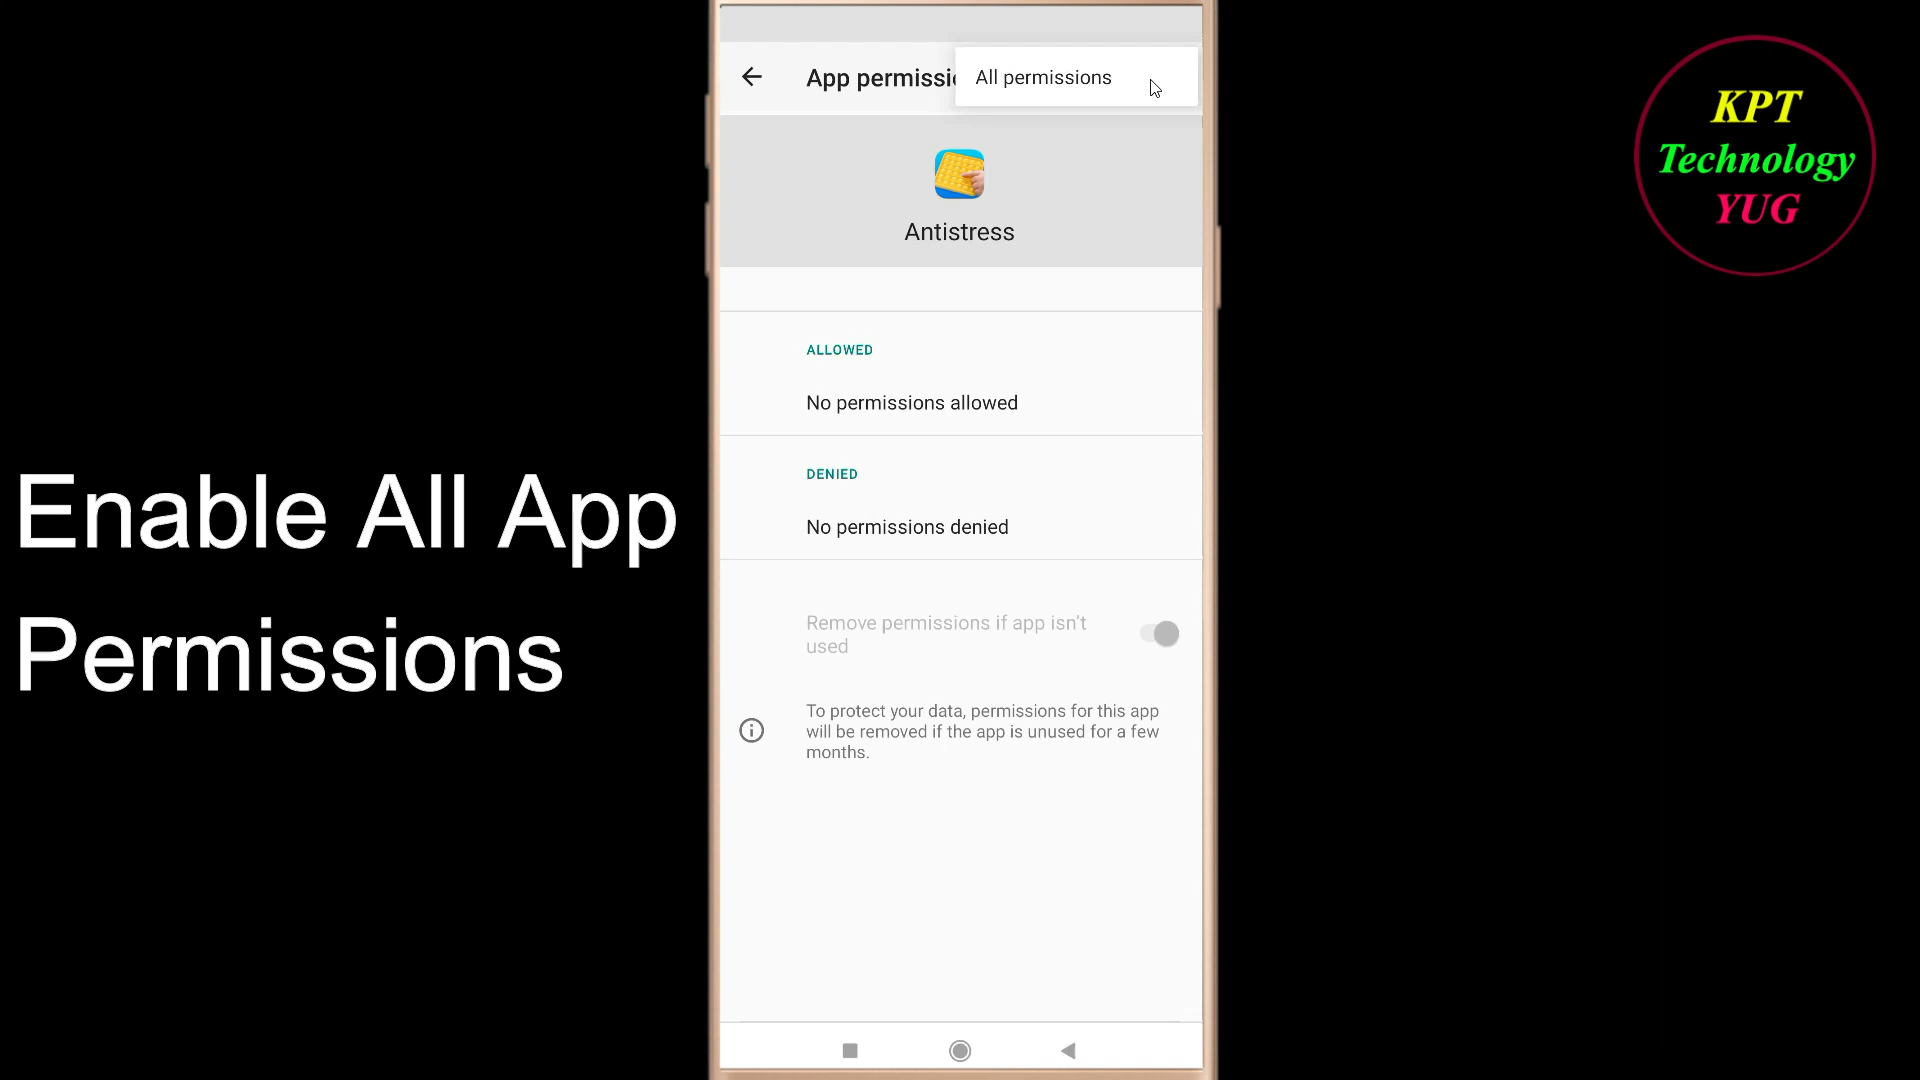 App permissi
All permissions
Antistress
ALLOWED
No permissions allowed
DENIED
No permissions denied
Remove permissions if app isn't
used
To protect your data, permissions for this app
will be removed if the app is unused for a few
months.
Enable All App
Permissions
KPT
Technology
YUG